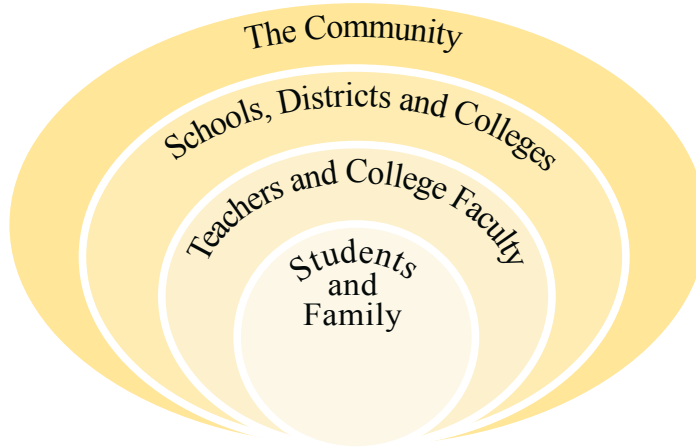 The Community
Schools, Districts and Colleges
Teachers and College Faculty
Students
and
Family